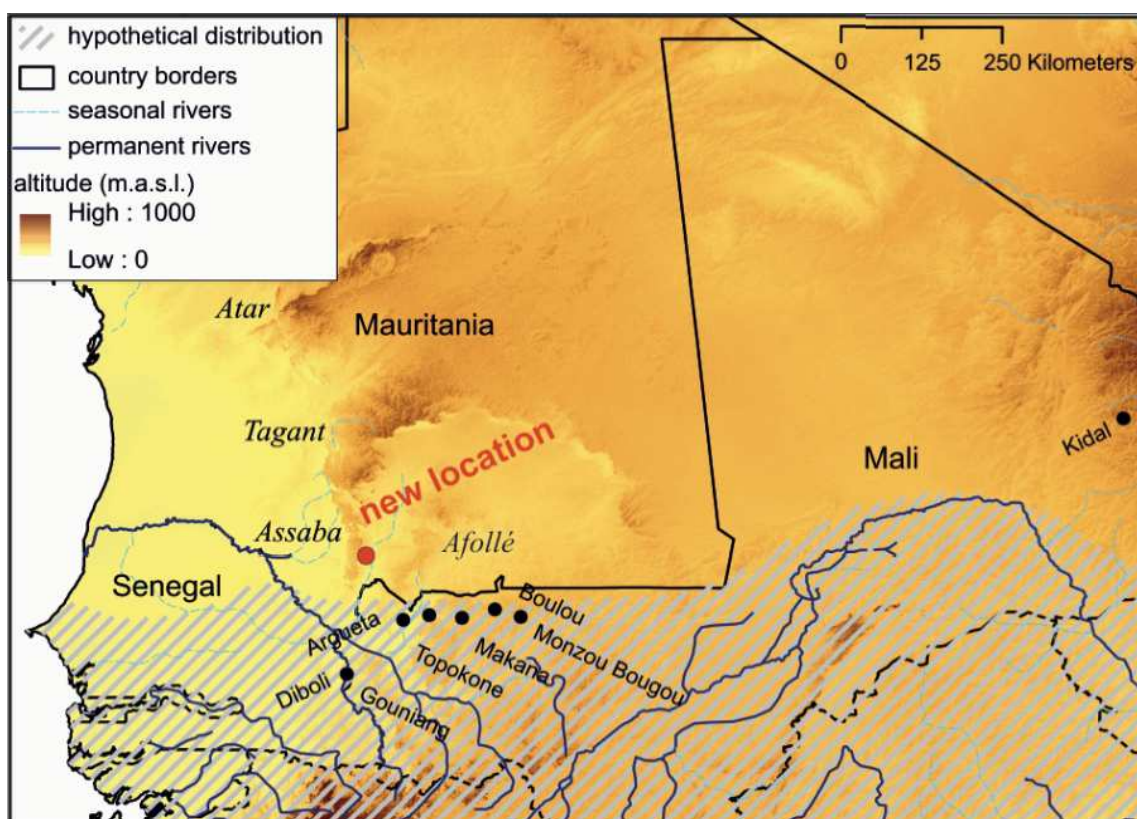 hypothetical distribution
country borders
seasonal rivers
permanent rivers
altitude (m.a.s.l.)
High : 1000
Low : 0
0 125 250 Kilometers
Atar
Mauritania
Tagant
new location
Kidal
Mali
Assaba
Afollé
Senegal
Boulou
Argueta
Monzou Bougou
Makana
Topokone
Diboli
Gouniang